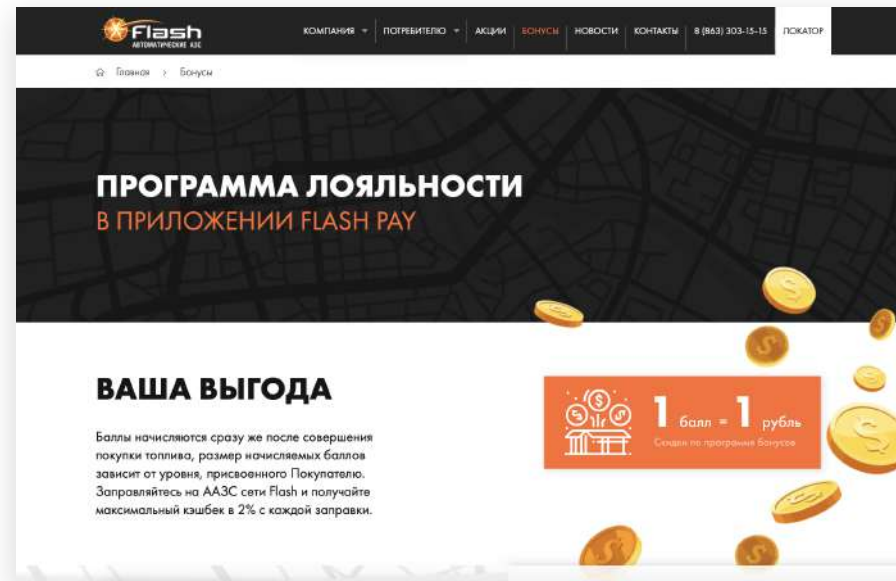 Flash
АВТОМАТИЧЕСКИЕ АЗС
КОМПАНИЯ
ПОТРЕБИТЕЛЮ
АКЦИИ
БОНУСЫ
НОВОСТИ
КОНТАКТЫ
8 (863) 303-15-15
ЛОКАТОР
Главная > Бонусы
ПРОГРАММА ЛОЯЛЬНОСТИ
В ПРИЛОЖЕНИИ FLASH PAY
ВАША ВЫГОДА
Баллы начисляются сразу же после совершения
покупки топлива, размер начисляемых баллов
зависит от уровня, присвоенного Покупателю.
Заправляйтесь на ААЗС сети Flash и получайте
максимальный кэшбек в 2% с каждой заправки.
1 балл = 1 рубль
Скидки по программе бонусов